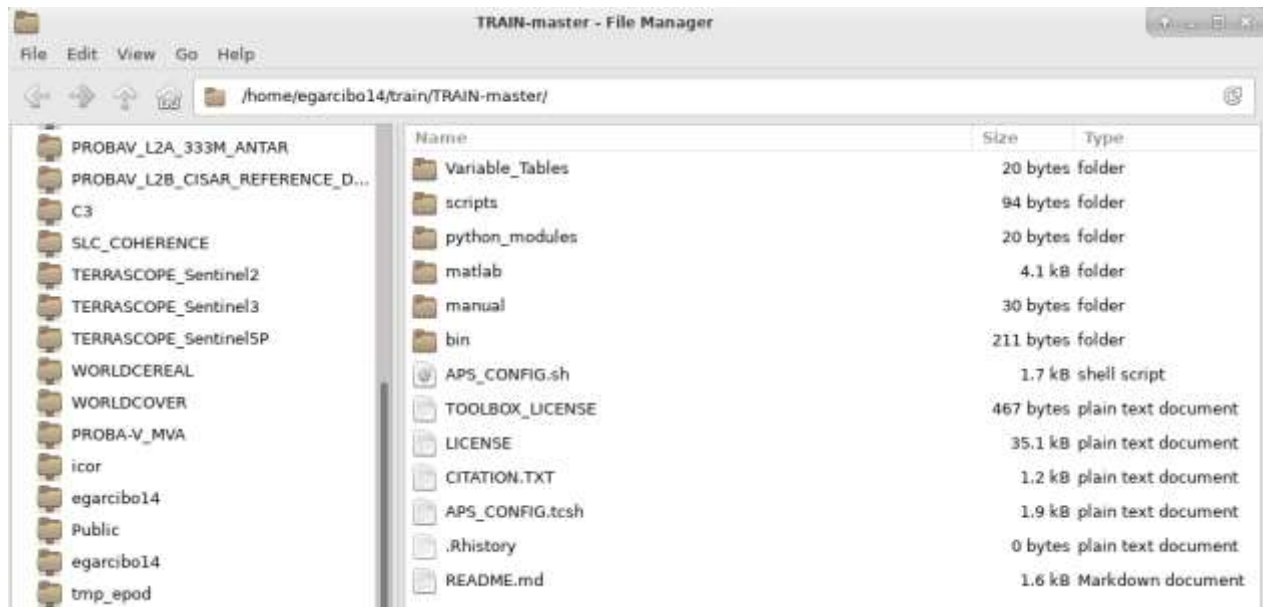 TRAIN-master - File Manager
File Edit View Go Help
/home/egarcibo14/train/TRAIN-master/
PROBAV_L2A_333M_ANTAR
PROBAV_L2B_CISAR_REFERENCE_D...
C3
SLC_COHERENCE
TERRASCOPE_Sentinel2
TERRASCOPE_Sentinel3
TERRASCOPE_Sentinel5P
WORLDCEREAL
WORLDCOVER
PROBA-V_MVA
icor
egarcibo14
Public
egarcibo14
tmp_epod
Name Size Type
Variable_Tables 20 bytes folder
scripts 94 bytes folder
python_modules 20 bytes folder
matlab 4.1 kB folder
manual 30 bytes folder
bin 211 bytes folder
APS_CONFIG.sh 1.7 kB shell script
TOOLBOX_LICENSE 467 bytes plain text document
LICENSE 35.1 kB plain text document
CITATION.TXT 1.2 kB plain text document
APS_CONFIG.tcsh 1.9 kB plain text document
.Rhistory 0 bytes plain text document
README.md 1.6 kB Markdown document